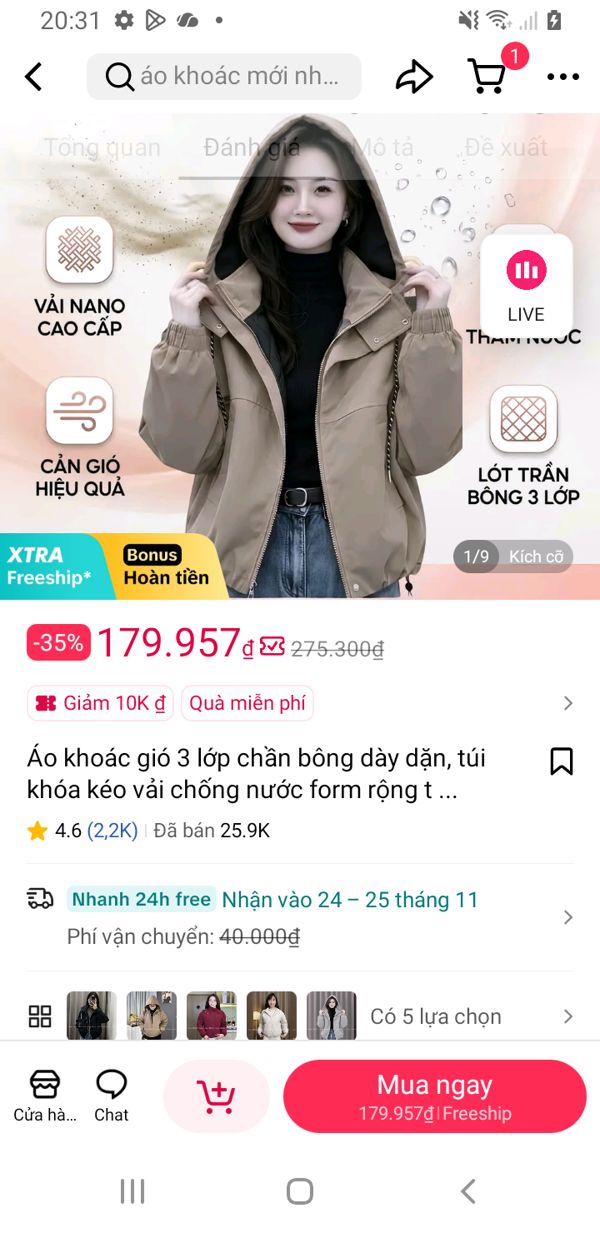 20:31
áo khoác mới nh...
1
Tổng quan
Đánh giá
Mô tả
Đề xuất
VẢI NANO
CAO CẤP
LIVE
THẤM NƯỚC
CẢN GIÓ
HIỆU QUẢ
LÓT TRẦN
BÔNG 3 LỚP
XTRA
Freeship*
Bonus
Hoàn tiền
1/9 Kích cỡ
-35% 179.957₫ 275.300₫
Giảm 10K ₫ Quà miễn phí
Áo khoác gió 3 lớp chần bông dày dặn, túi
khóa kéo vải chống nước form rộng t ...
4.6 (2,2K) Đã bán 25.9K
Nhanh 24h free Nhận vào 24 – 25 tháng 11
Phí vận chuyển: 40.000₫
Có 5 lựa chọn
Cửa hà...
Chat
Mua ngay
179.957₫ | Freeship